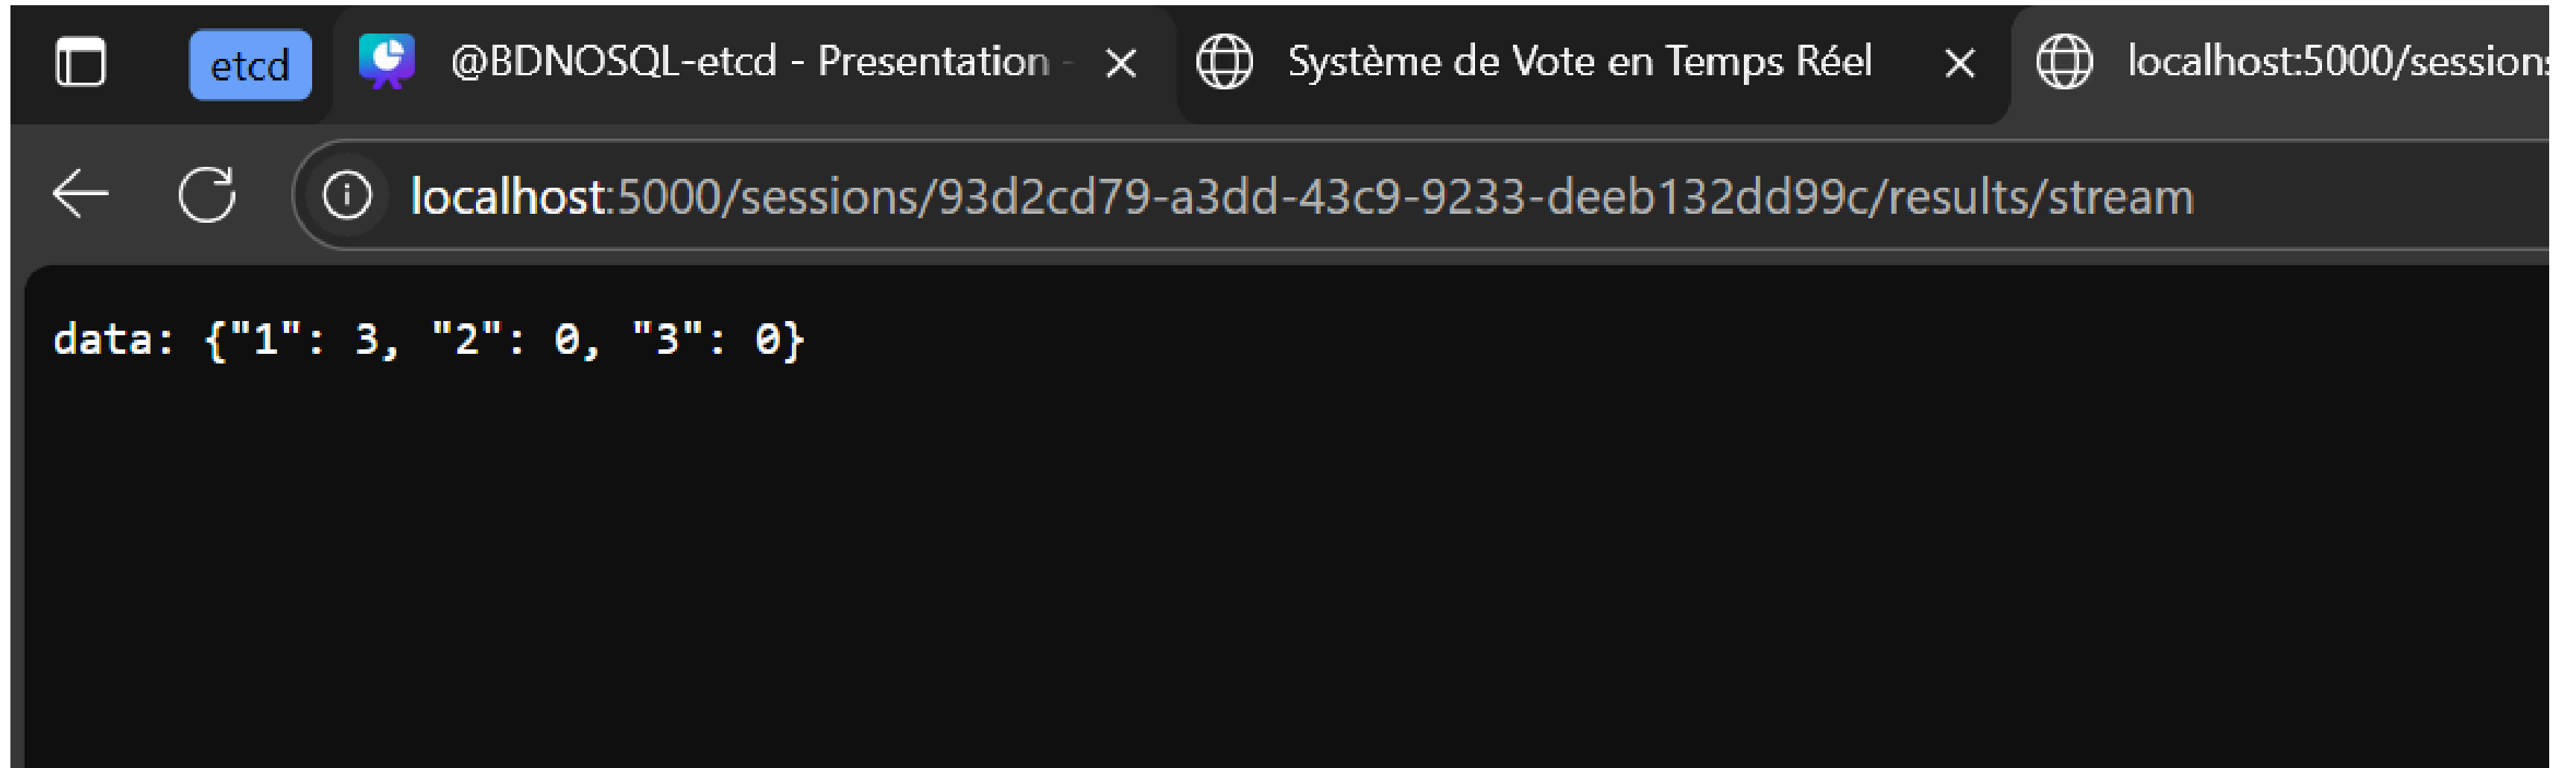 etcd @BDNOSQL-etcd - Presentation - Système de Vote en Temps Réel localhost:5000/sessions
localhost:5000/sessions/93d2cd79-a3dd-43c9-9233-deeb132dd99c/results/stream
data: {"1": 3, "2": 0, "3": 0}